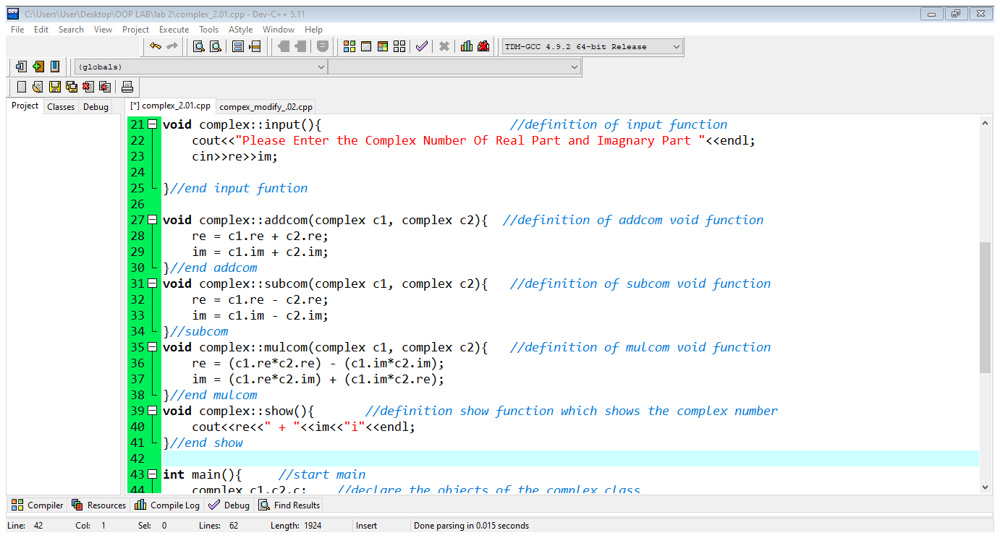 C:\Users\User\Desktop\OOP LAB\lab 2\complex_2.01.cpp - Dev-C++ 5.11
File Edit Search View Project Execute Tools AStyle Window Help
TDM-GCC 4.9.2 64-bit Release
(globals)
Project Classes Debug [*] complex_2.01.cpp compex_modify_.02.cpp
21 void complex::input(){ //definition of input function
22 cout<<"Please Enter the Complex Number Of Real Part and Imagnary Part "<<endl;
23 cin>>re>>im;
24
25 }//end input funtion
26
27 void complex::addcom(complex c1, complex c2){ //definition of addcom void function
28 re = c1.re + c2.re;
29 im = c1.im + c2.im;
30 }//end addcom
31 void complex::subcom(complex c1, complex c2){ //definition of subcom void function
32 re = c1.re - c2.re;
33 im = c1.im - c2.im;
34 }//subcom
35 void complex::mulcom(complex c1, complex c2){ //definition of mulcom void function
36 re = (c1.re*c2.re) - (c1.im*c2.im);
37 im = (c1.re*c2.im) + (c1.im*c2.re);
38 }//end mulcom
39 void complex::show(){ //definition show function which shows the complex number
40 cout<<re<<" + "<<im<<"i"<<endl;
41 }//end show
42
43 int main(){ //start main
44 complex c1,c2,c; //declare the objects of the complex class
Compiler Resources Compile Log Debug Find Results
Line: 42 Col: 1 Sel: 0 Lines: 62 Length: 1924 Insert Done parsing in 0.015 seconds